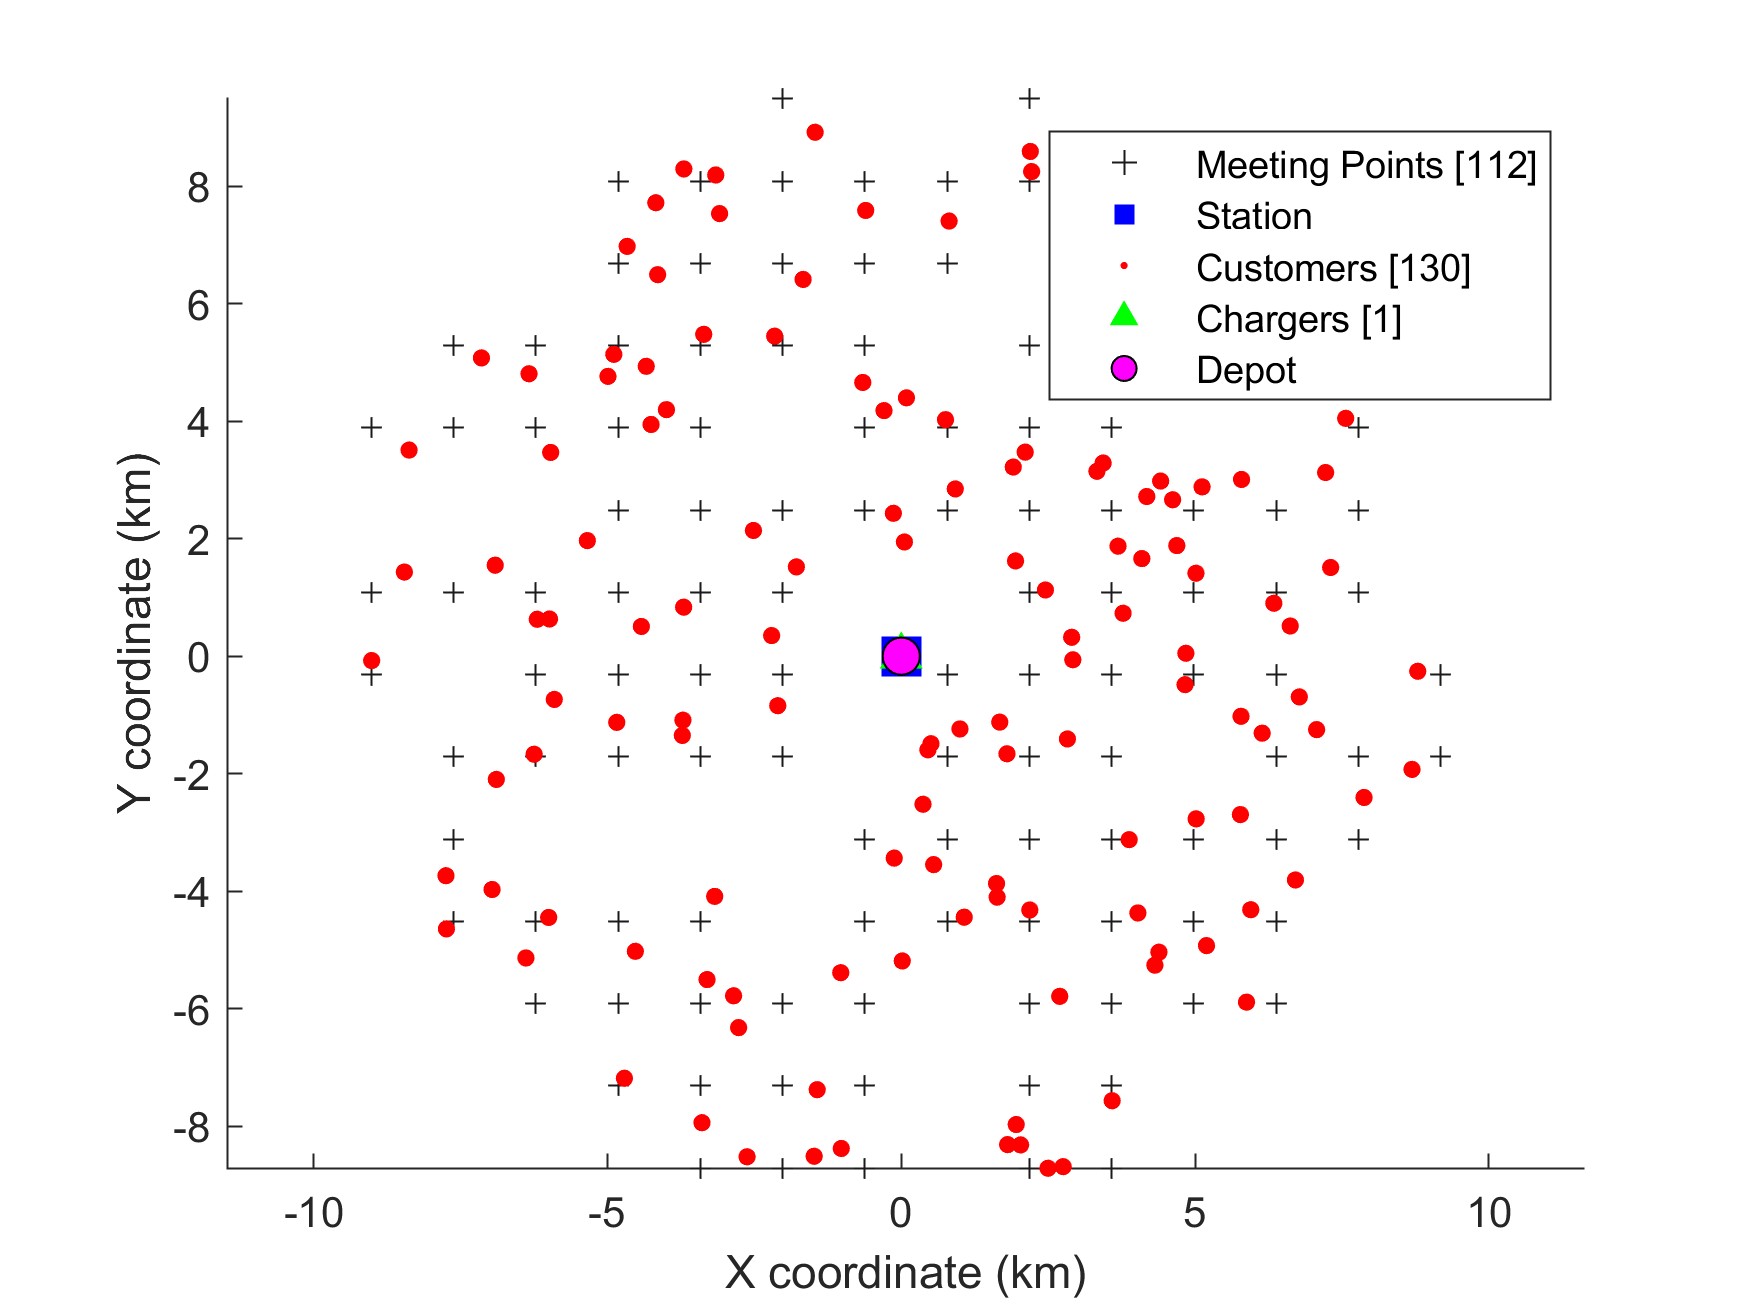 Meeting Points [112]
Station
Customers [130]
Chargers [1]
Depot
8
6
4
2
0
-2
-4
-6
-8
Y coordinate (km)
-10 -5 0 5 10
X coordinate (km)